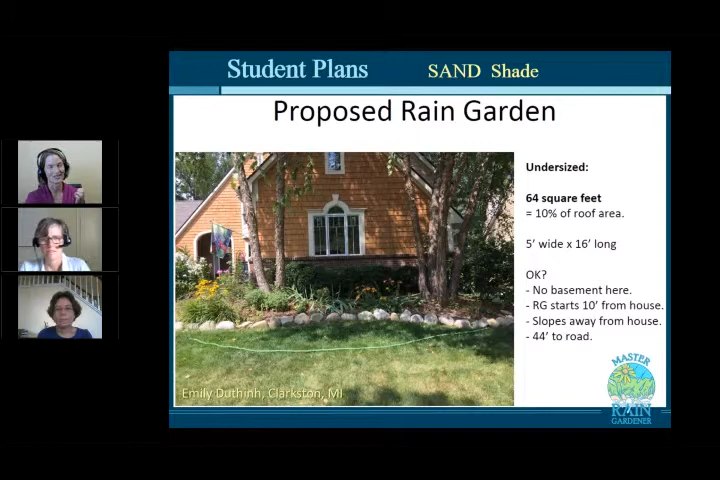 Student Plans SAND Shade
Proposed Rain Garden
Undersized:
64 square feet
= 10% of roof area.
5' wide x 16' long
OK?
- No basement here.
- RG starts 10' from house.
- Slopes away from house.
- 44' to road.
Emily Duthinh, Clarkston, MI
MASTER
RAIN
GARDENER